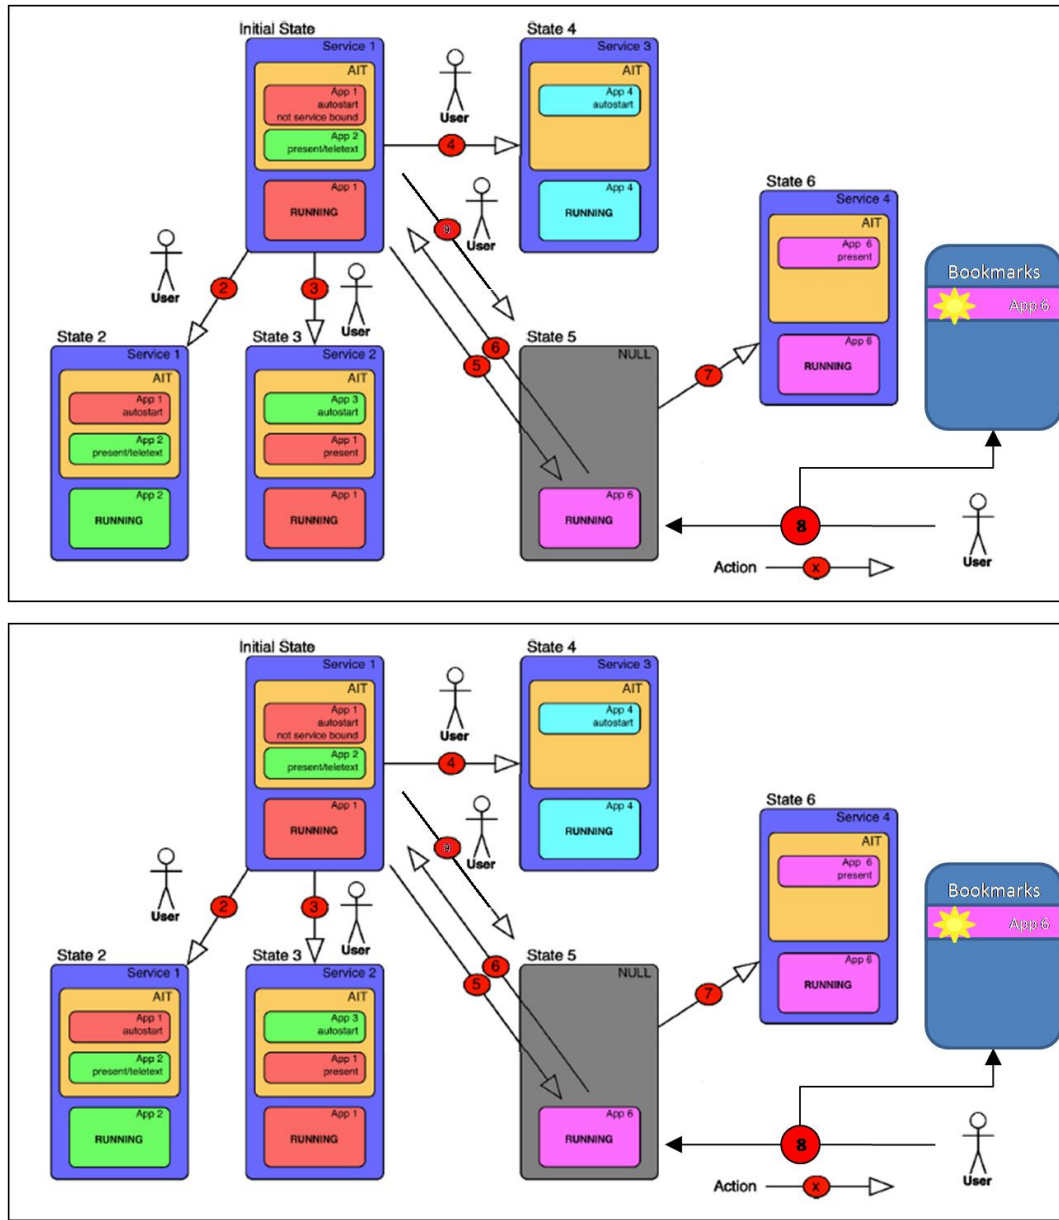 Initial State
Service 1
AIT
App 1
autostart
not service bound
App 2
present/teletext
App 1
RUNNING
User
4
State 4
Service 3
AIT
App 4
autostart
App 4
RUNNING
User
9
State 6
Service 4
AIT
App 6
present
App 6
RUNNING
Bookmarks
App 6
User
2
3
User
6
5
7
State 2
Service 1
AIT
App 1
autostart
App 2
present/teletext
App 2
RUNNING
State 3
Service 2
AIT
App 3
autostart
App 1
present
App 1
RUNNING
State 5
NULL
App 6
RUNNING
8
User
Action
x
Initial State
Service 1
AIT
App 1
autostart
not service bound
App 2
present/teletext
App 1
RUNNING
User
4
State 4
Service 3
AIT
App 4
autostart
App 4
RUNNING
User
9
State 6
Service 4
AIT
App 6
present
App 6
RUNNING
Bookmarks
App 6
User
2
3
User
6
5
7
State 2
Service 1
AIT
App 1
autostart
App 2
present/teletext
App 2
RUNNING
State 3
Service 2
AIT
App 3
autostart
App 1
present
App 1
RUNNING
State 5
NULL
App 6
RUNNING
8
User
Action
x